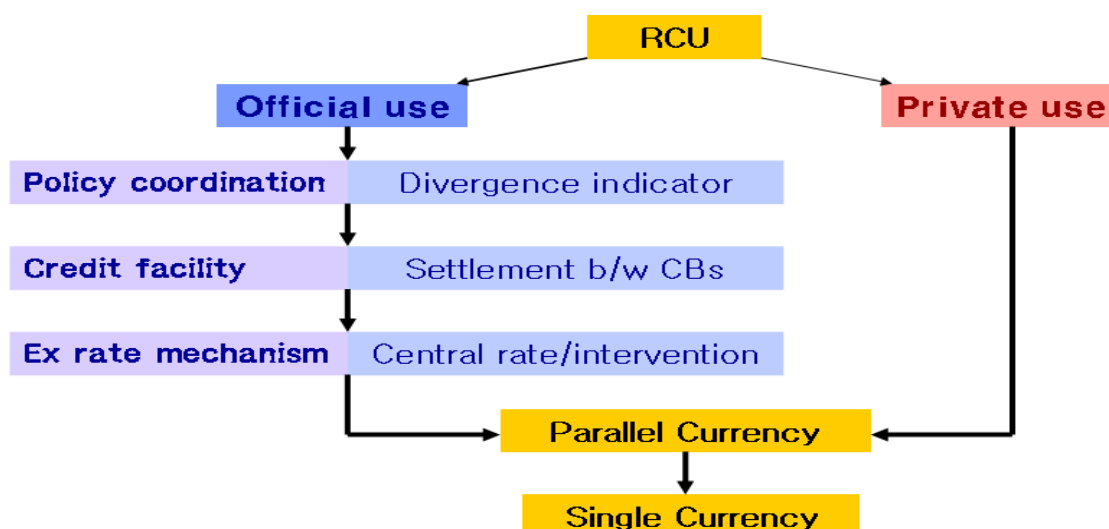 RCU
Official use
Private use
Policy coordination
Divergence indicator
Credit facility
Settlement b/w CBs
Ex rate mechanism
Central rate/intervention
Parallel Currency
Single Currency